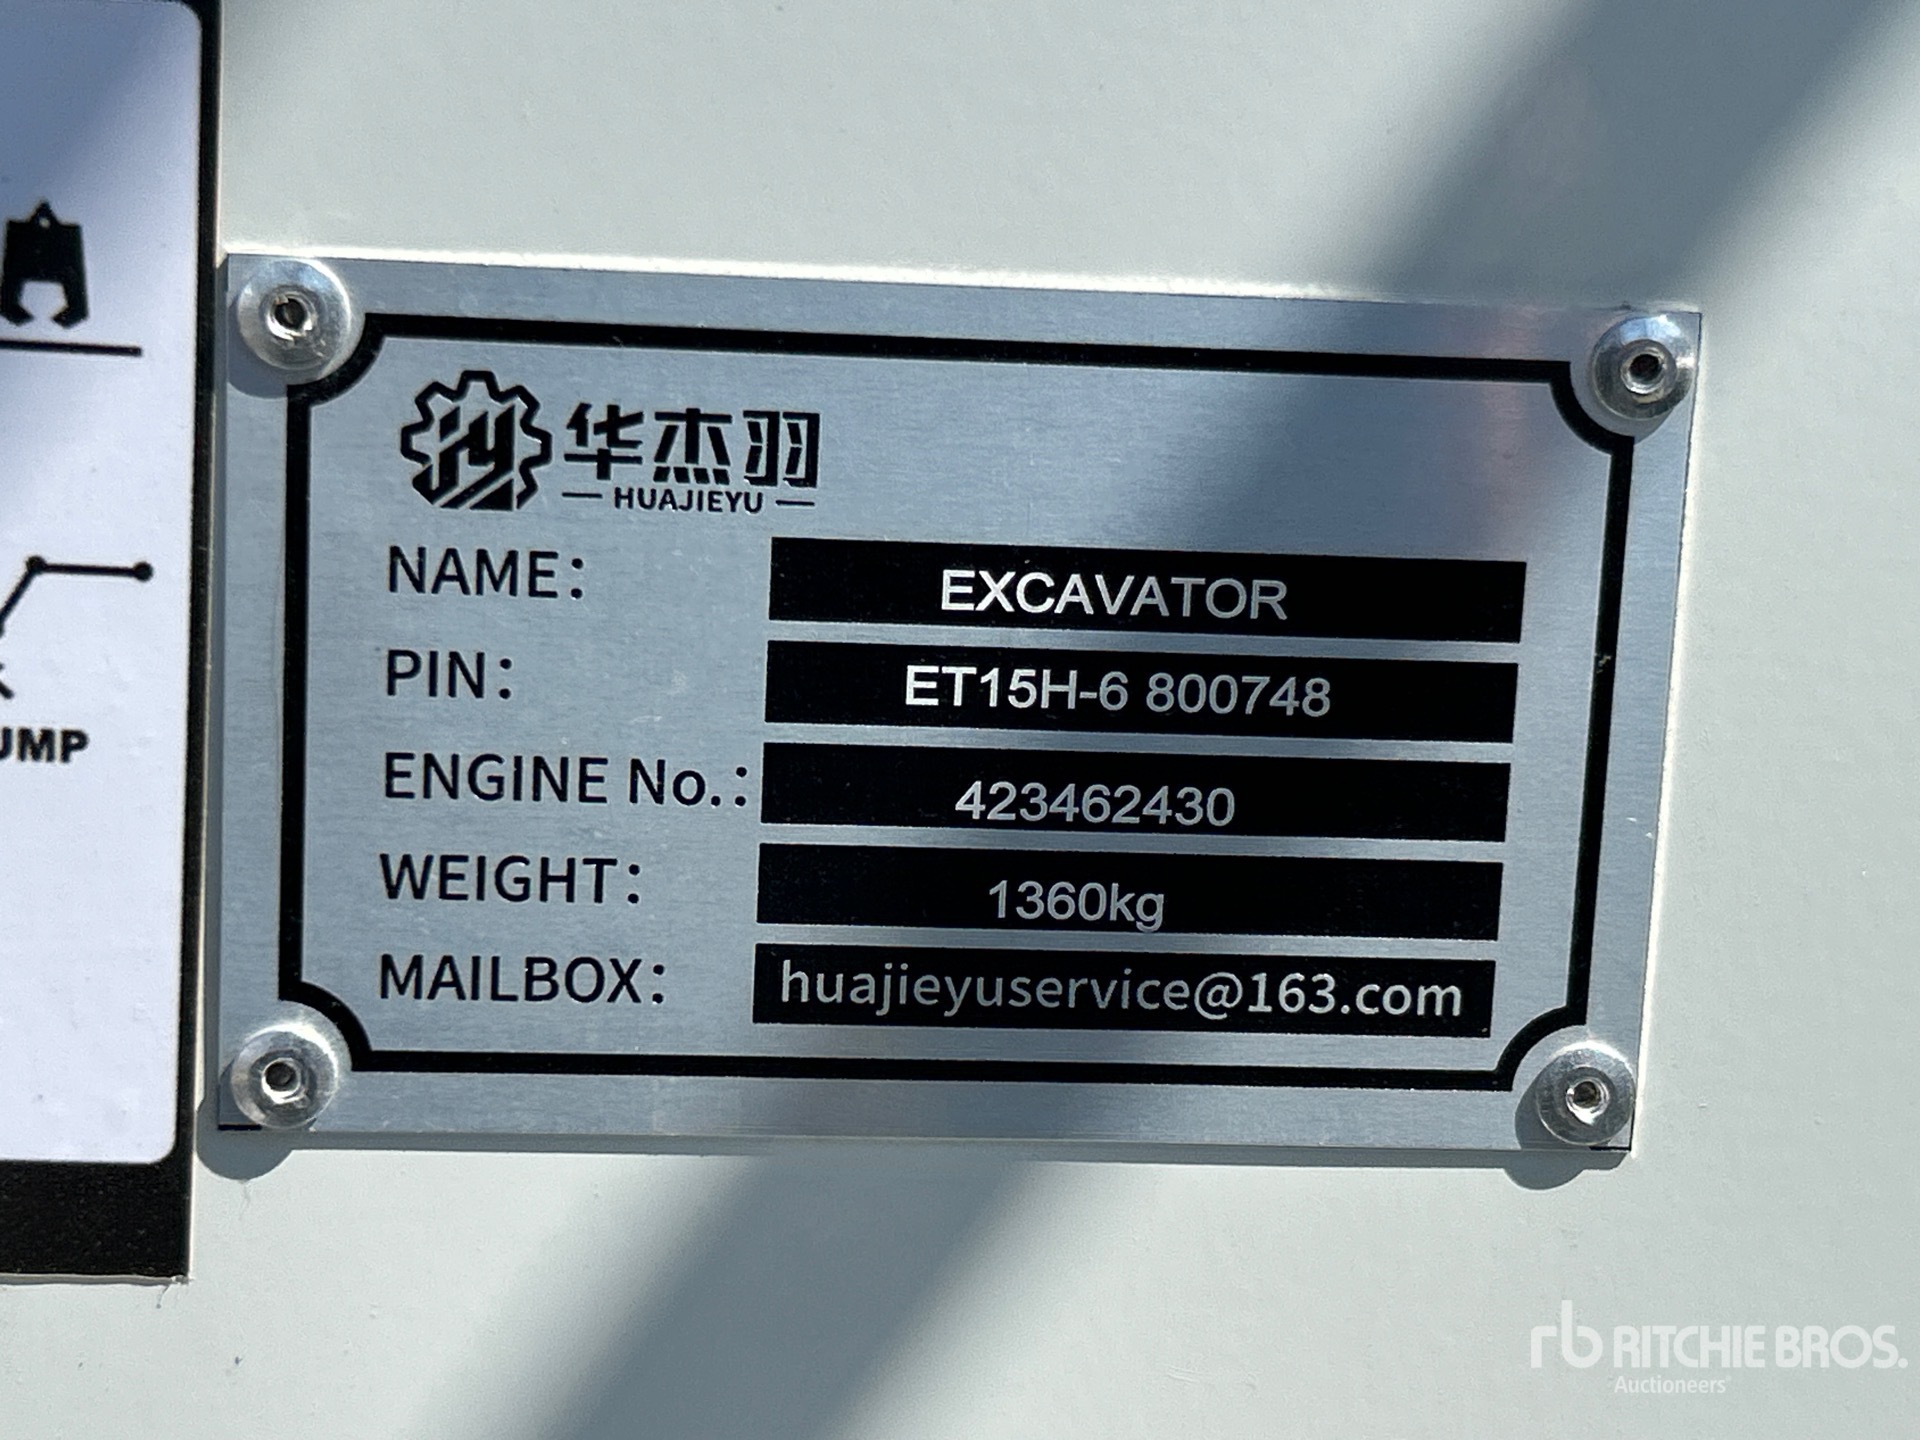 华杰羽
HUAJIEYU
NAME: EXCAVATOR
PIN: ET15H-6 800748
ENGINE No.: 423462430
WEIGHT: 1360kg
MAILBOX: huajieyuservice@163.com
rb RITCHIE BROS.
Auctioneers